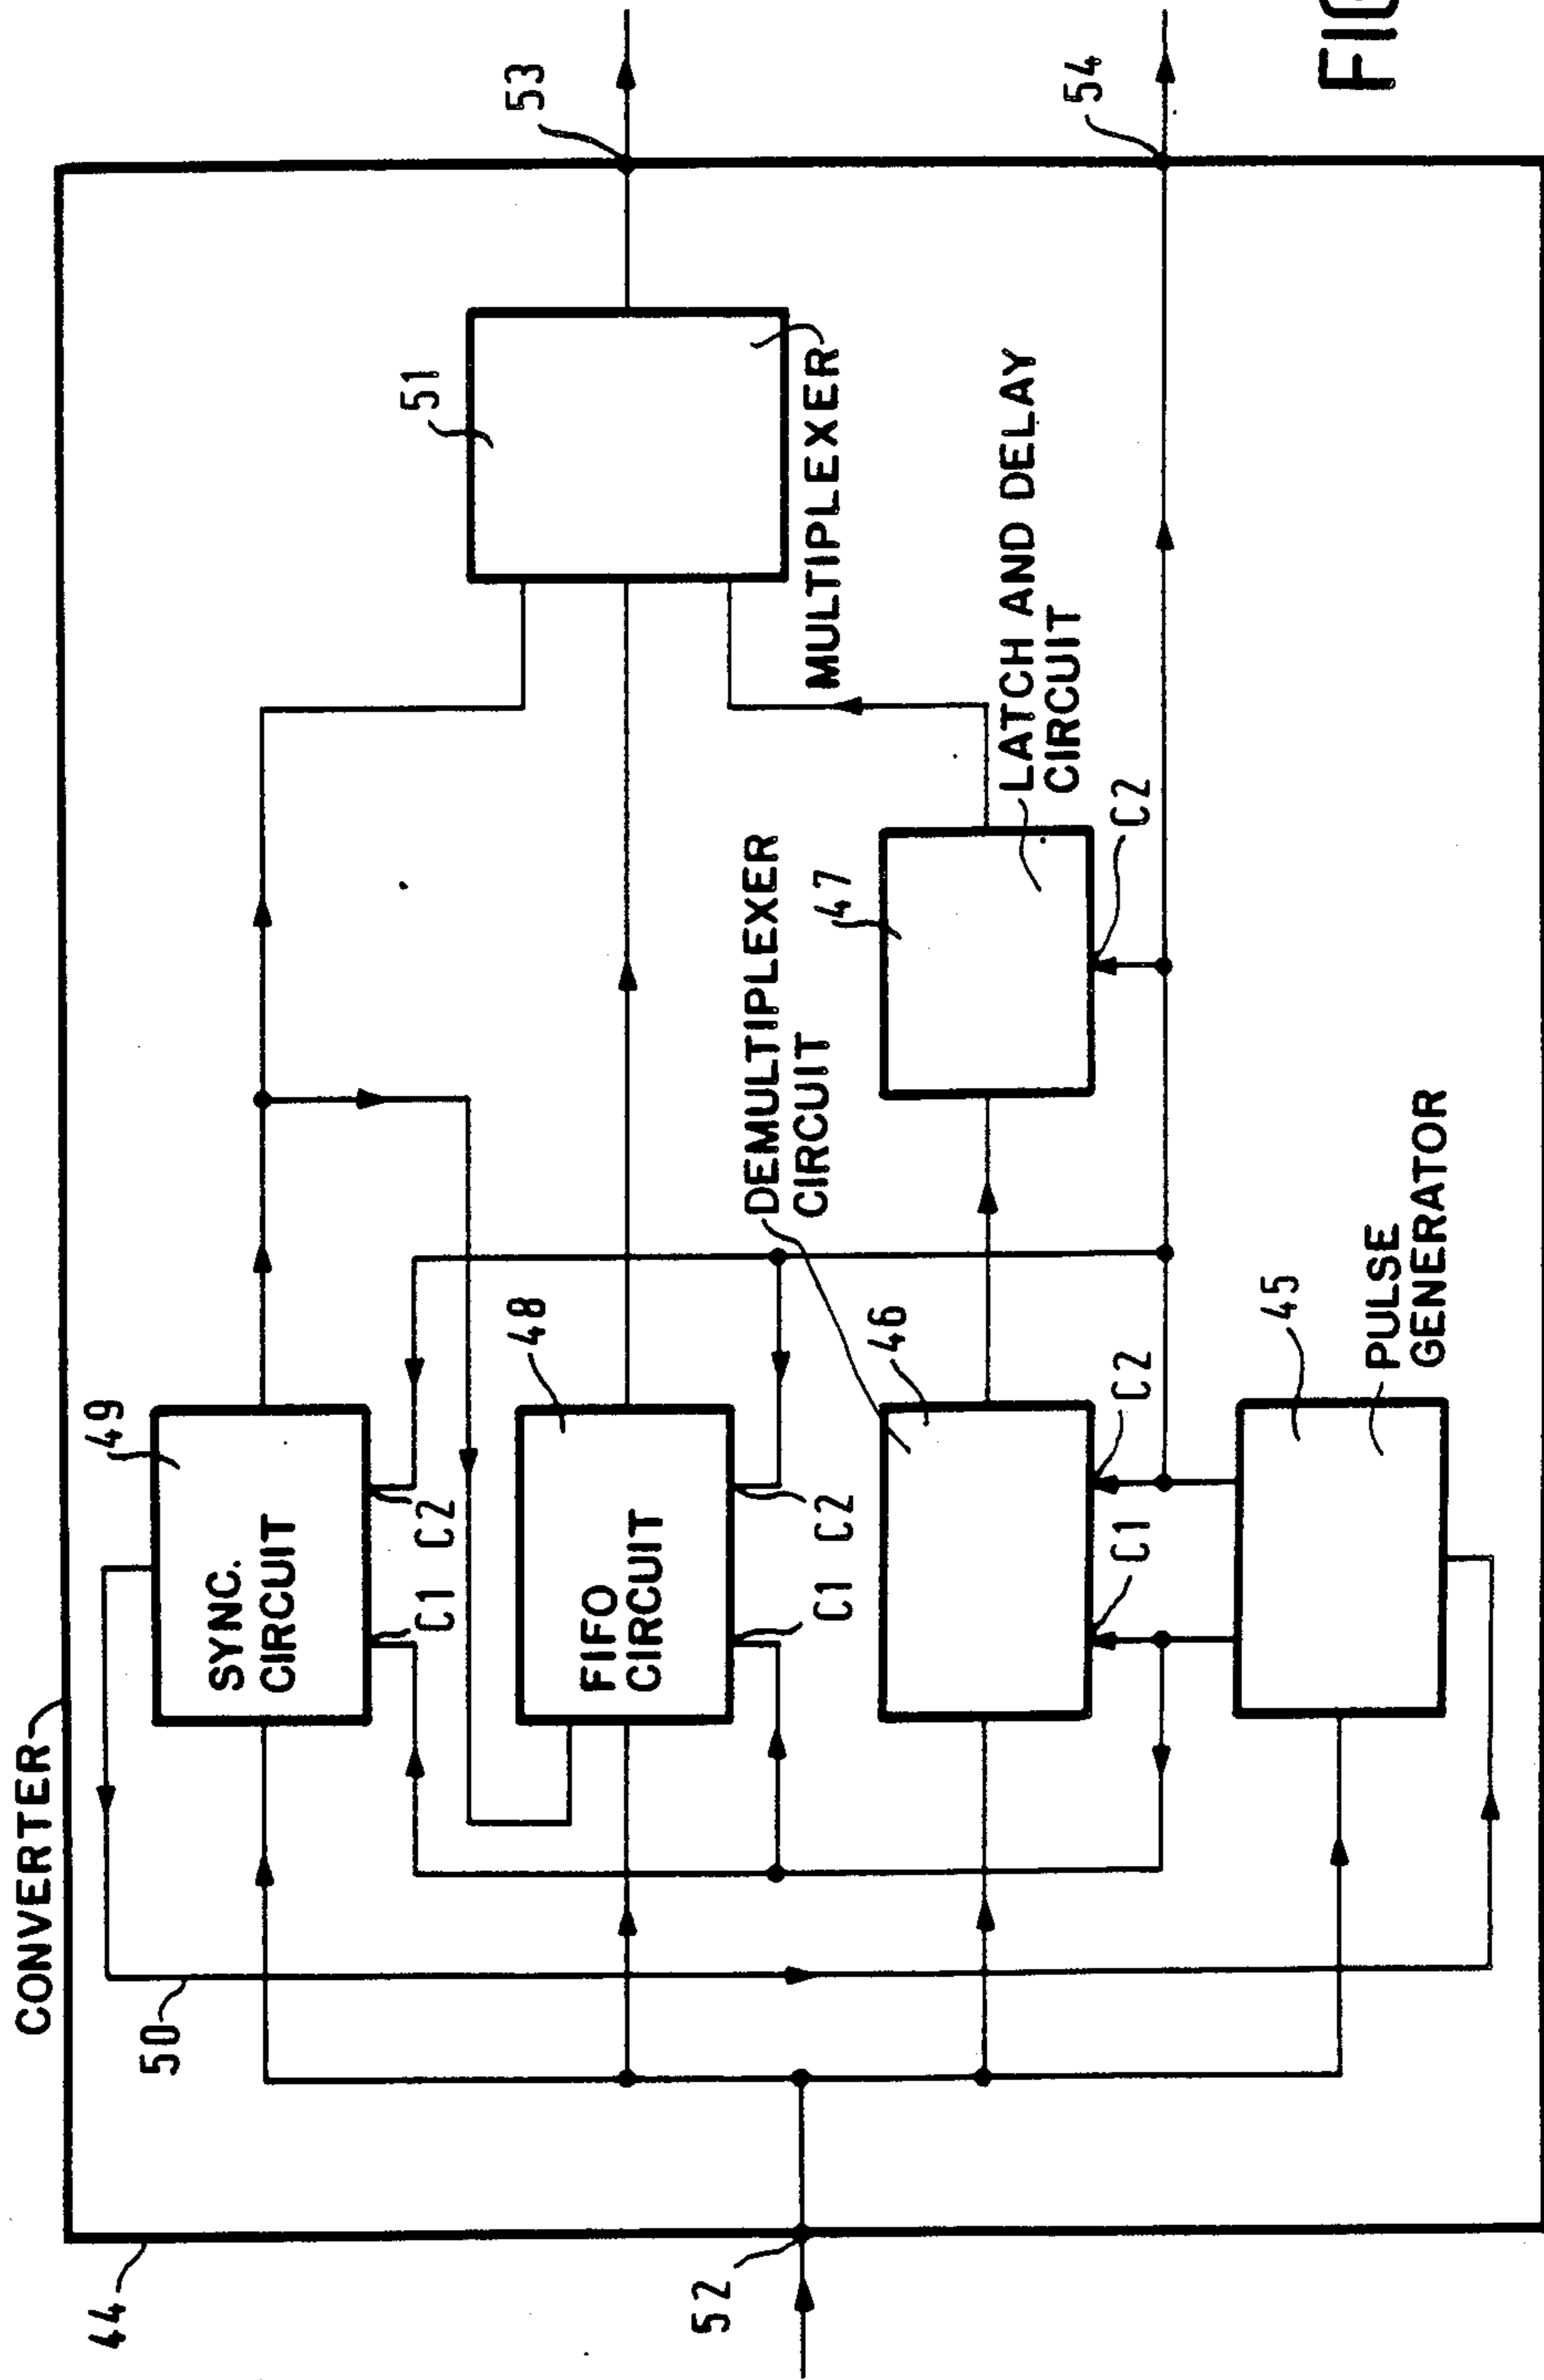 44
CONVERTER
50
49
SYNC.
CIRCUIT
C1 C2
48
FIFO
CIRCUIT
C1 C2
51
MULTIPLEXER
53
DEMULTIPLEXER
CIRCUIT
46
47
LATCH AND DELAY
CIRCUIT
C1
C2
C2
52
54
45
PULSE
GENERATOR